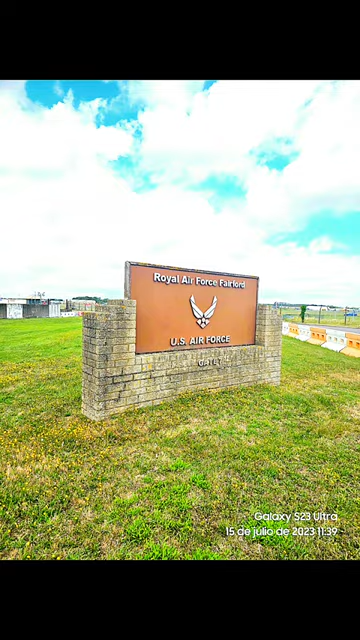 Royal Air Force Fairford
U.S. AIR FORCE
Galaxy S23 Ultra
15 de julio de 2023 11:39